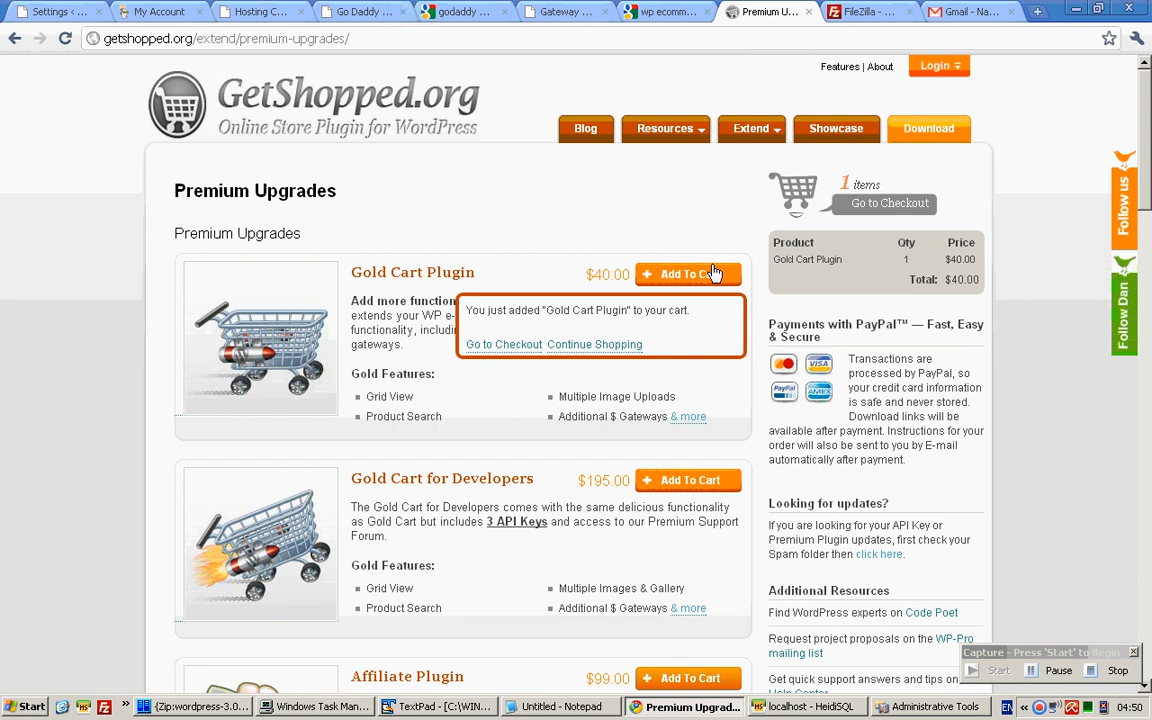 Settings ‹ ...
My Account
Hosting C...
Go Daddy
godaddy
Gateway
wp ecomm...
Premium U...
FileZilla -
Gmail - Na...
getshopped.org/extend/premium-upgrades/
Features | About
Login
GetShopped.org
Online Store Plugin for WordPress
Blog
Resources
Extend
Showcase
Download
Premium Upgrades
1 items
Go to Checkout
Premium Upgrades
Product Qty Price
Gold Cart Plugin 1 $40.00
Total: $40.00
Gold Cart Plugin
$40.00
+ Add To
Add more function
extends your WP e-
functionality, includi
gateways.
You just added "Gold Cart Plugin" to your cart.
Go to Checkout Continue Shopping
Gold Features:
Grid View
Multiple Image Uploads
Product Search
Additional $ Gateways & more
Payments with PayPal™ — Fast, Easy
& Secure
Transactions are
processed by PayPal, so
your credit card information
is safe and never stored.
Download links will be
available after payment. Instructions for your
order will also be sent to you by E-mail
automatically after payment.
VISA
PayPal
AMEX
Follow us
Follow Dan
Gold Cart for Developers
$195.00
+ Add To Cart
The Gold Cart for Developers comes with the same delicious functionality
as Gold Cart but includes 3 API Keys and access to our Premium Support
Forum.
Gold Features:
Grid View
Multiple Images & Gallery
Product Search
Additional $ Gateways & more
Looking for updates?
If you are looking for your API Key or
Premium Plugin updates, first check your
Spam folder then click here.
Additional Resources
Find WordPress experts on Code Poet
Request project proposals on the WP-Pro
mailing list
Get quick support answers and tips on
Help Center
Affiliate Plugin
$99.00
+ Add To Cart
Capture - Press 'Start' to Begin
Start
Pause
Stop
Start
{Zip:wordpress-3.0...
Windows Task Man...
TextPad - [C:\WIN...
Untitled - Notepad
Premium Upgrad...
localhost - HeidiSQL
Administrative Tools
EN
04:50